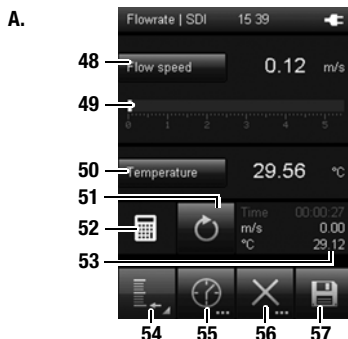 A.
Flowrate | SDI 15 39
48 Flow speed 0.12 m/s
49
0 1 2 3 4 5
50 Temperature 29.56 °C
51
52 Time 00:00:27
m/s 0.00
53 °C 29.12
54 55 56 57